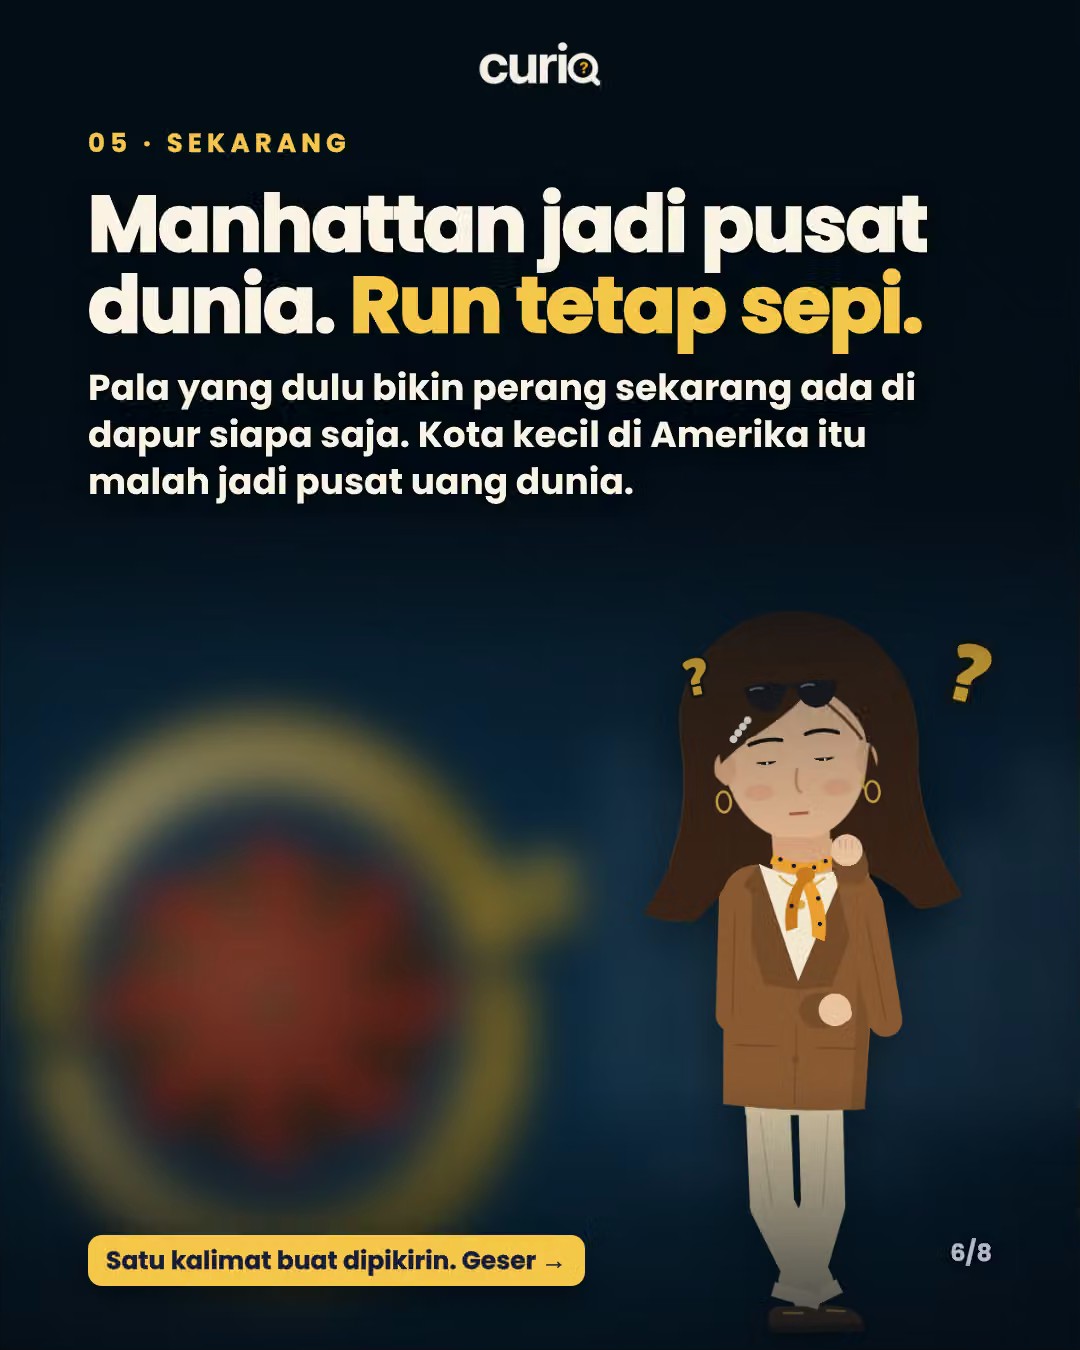 curio
05 · SEKARANG
Manhattan jadi pusat
dunia. Run tetap sepi.
Pala yang dulu bikin perang sekarang ada di
dapur siapa saja. Kota kecil di Amerika itu
malah jadi pusat uang dunia.
?
?
Satu kalimat buat dipikirin. Geser →
6/8